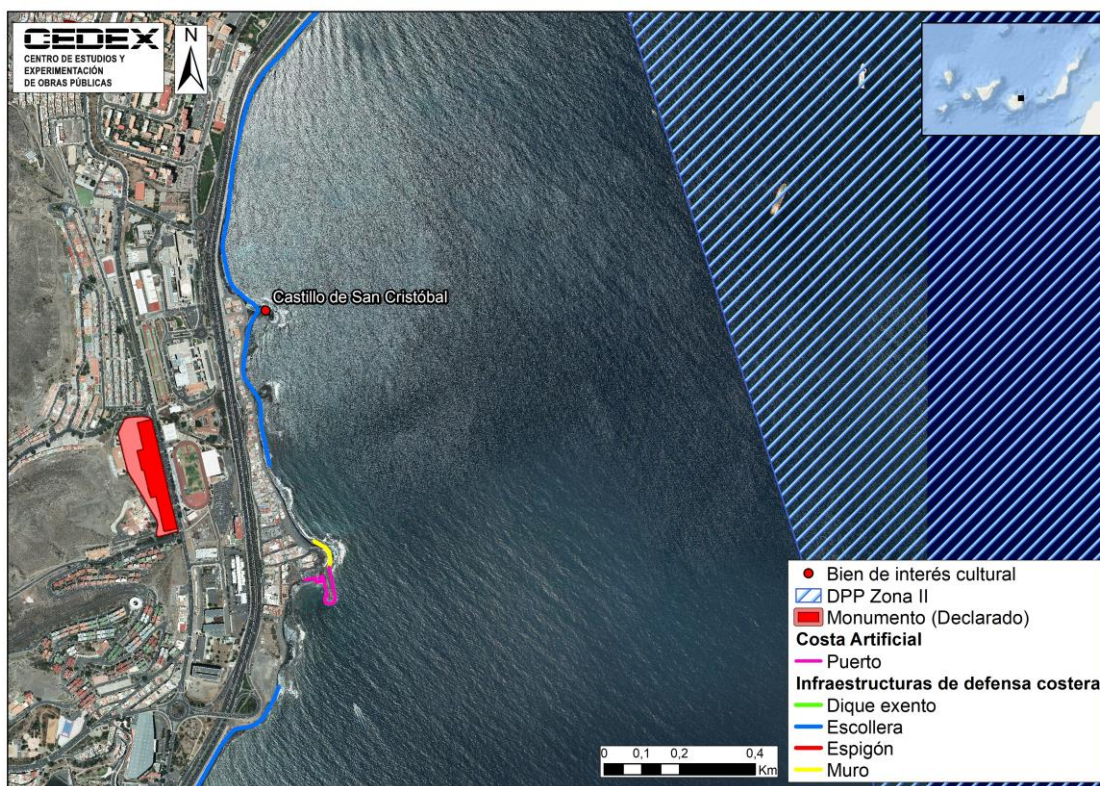 CEDEX
CENTRO DE ESTUDIOS Y
EXPERIMENTACIÓN
DE OBRAS PÚBLICAS
N
Castillo de San Cristóbal
Bien de interés cultural
DPP Zona II
Monumento (Declarado)
Costa Artificial
Puerto
Infraestructuras de defensa costera
Dique exento
Escollera
Espigón
Muro
0 0,1 0,2 0,4
Km